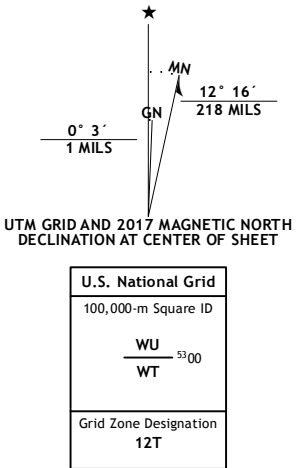 ★
MN
12° 16´
218 MILS
GN
0° 3´
1 MILS
UTM GRID AND 2017 MAGNETIC NORTH
DECLINATION AT CENTER OF SHEET
U.S. National Grid
100,000-m Square ID
WU
5300
WT
Grid Zone Designation
12T